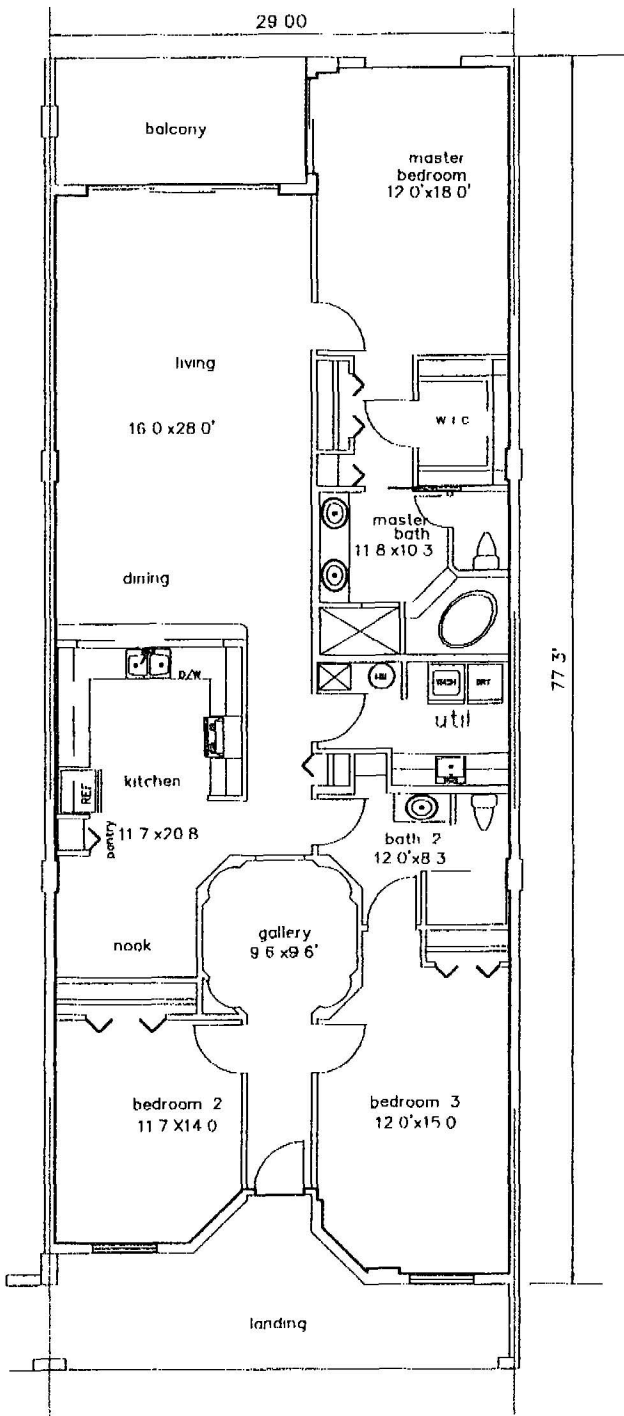 29 00
balcony
master
bedroom
12 0'x18 0'
living
16 0 x28 0'
W I C
master
bath
11 8 x10 3
dining
D/W
WASH
DRY
util
77 3'
kitchen
REF
11 7 x20 8
pantry
bath 2
12 0'x8 3
gallery
9 6 x9 6'
nook
bedroom 2
11 7 X14 0
bedroom 3
12 0'x15 0
landing